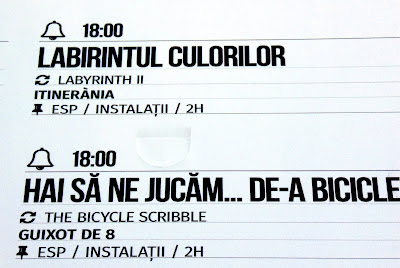 18:00
LABIRINTUL CULORILOR
LABYRINTH II
ITINERÀNIA
ESP / INSTALAȚII / 2H
18:00
HAI SĂ NE JUCĂM... DE-A BICICLE
THE BICYCLE SCRIBBLE
GUIXOT DE 8
ESP / INSTALAȚII / 2H